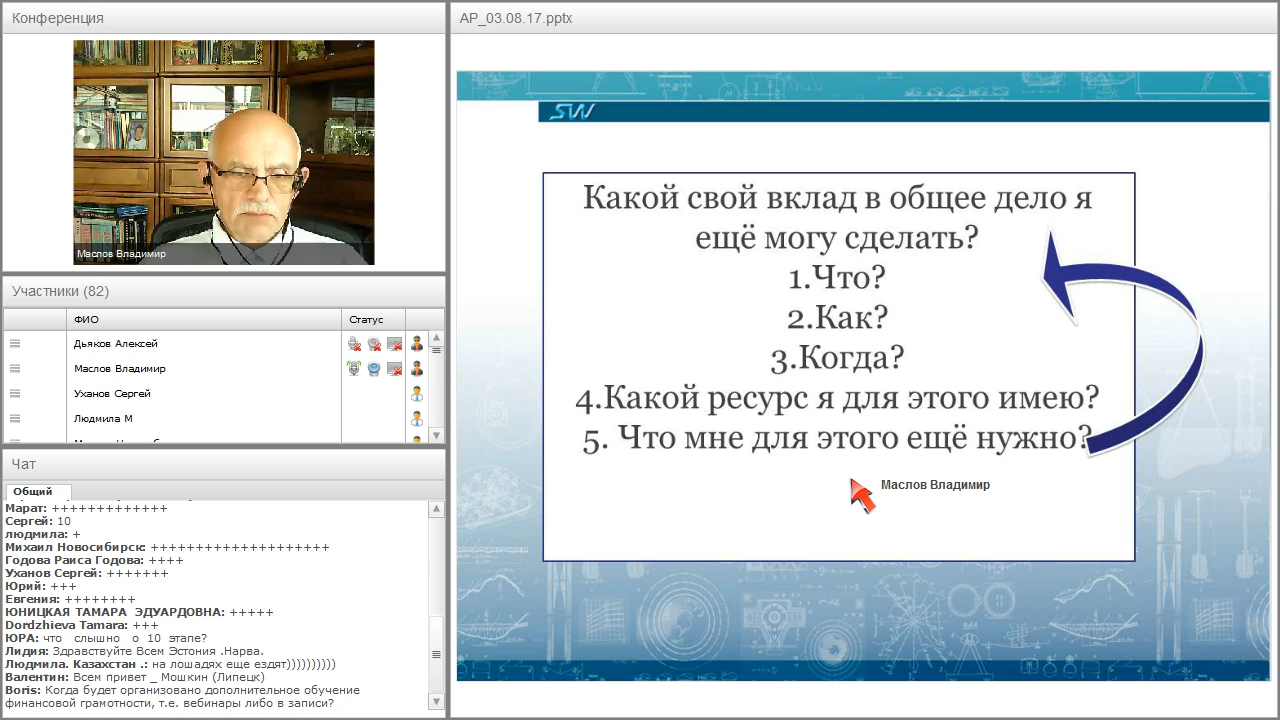 Конференция
Маслов Владимир
Участники (82)
ФИО
Статус
Дьяков Алексей
Маслов Владимир
Уханов Сергей
Людмила М
Чат
Общий
Марат: +++++++++++++
Сергей: 10
людмила: +
Михаил Новосибирск: ++++++++++++++++++++
Годова Раиса Годова: ++++
Уханов Сергей: +++++++
Юрий: +++
Евгения: ++++++++
ЮНИЦКАЯ ТАМАРА ЭДУАРДОВНА: +++++
Dordzhieva Tamara: +++
ЮРА: что слышно о 10 этапе?
Лидия: Здравствуйте Всем Эстония .Нарва.
Людмила. Казахстан .: на лошадях еще ездят))))))))))
Валентин: Всем привет _ Мошкин (Липецк)
Boris: Когда будет организовано дополнительное обучение
финансовой грамотности, т.э вебинары либо в записи?
AP_03.08.17.pptx
SW
Какой свой вклад в общее дело я
ещё могу сделать?
1.Что?
2.Как?
3.Когда?
4.Какой ресурс я для этого имею?
5. Что мне для этого ещё нужно?
Маслов Владимир